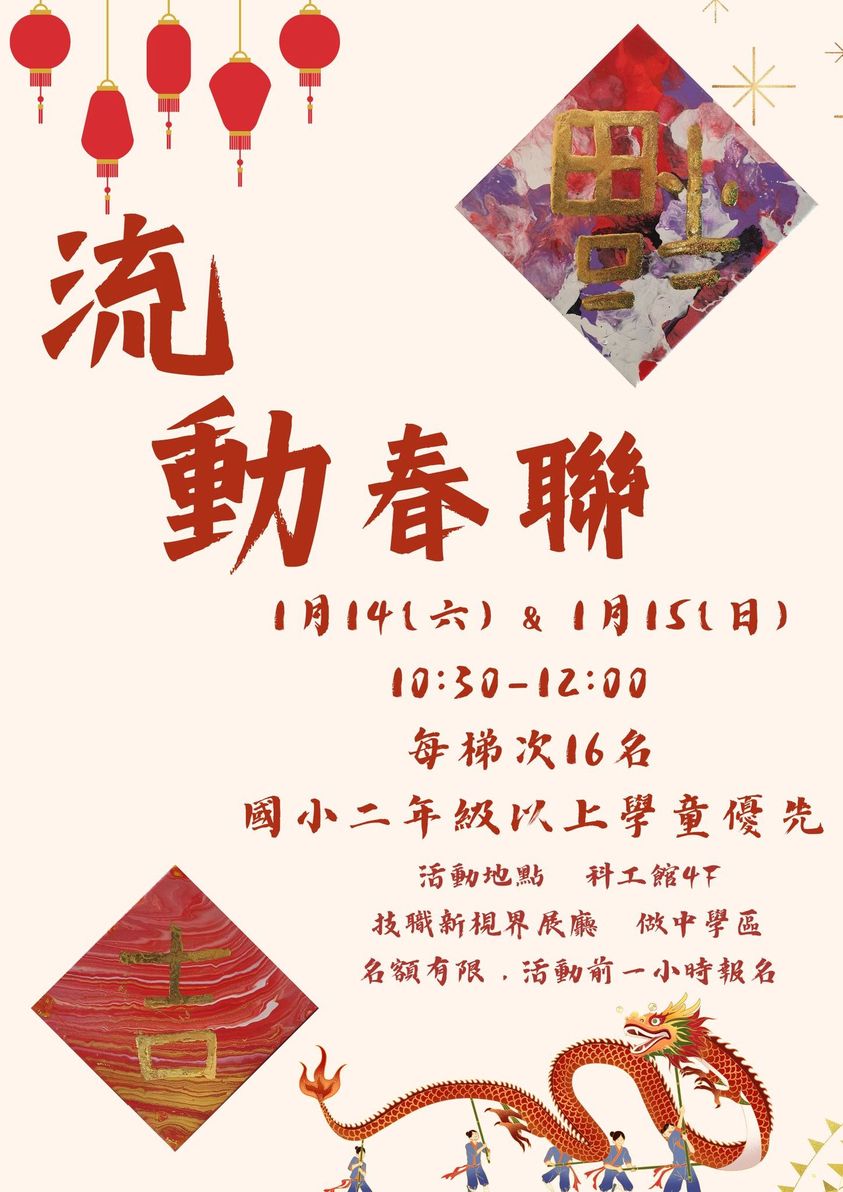 福
流
動春聯
1月14(六) & 1月15(日)
10:30-12:00
每梯次16名
國小二年級以上學童優先
活動地點 科工館4F
技職新視界展廳 做中學區
名額有限,活動前一小時報名
吉